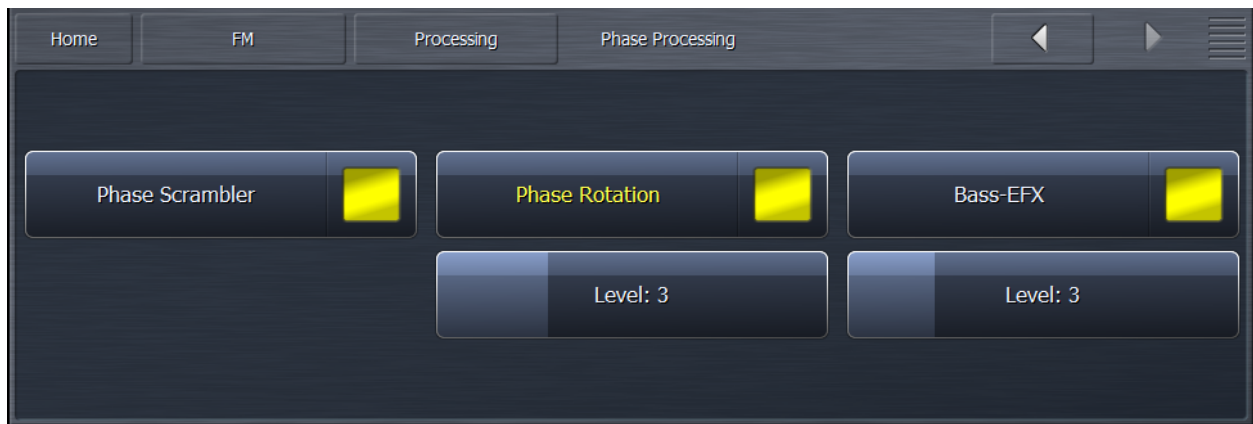 Home FM Processing Phase Processing
Phase Scrambler Phase Rotation Bass-EFX
Level: 3 Level: 3